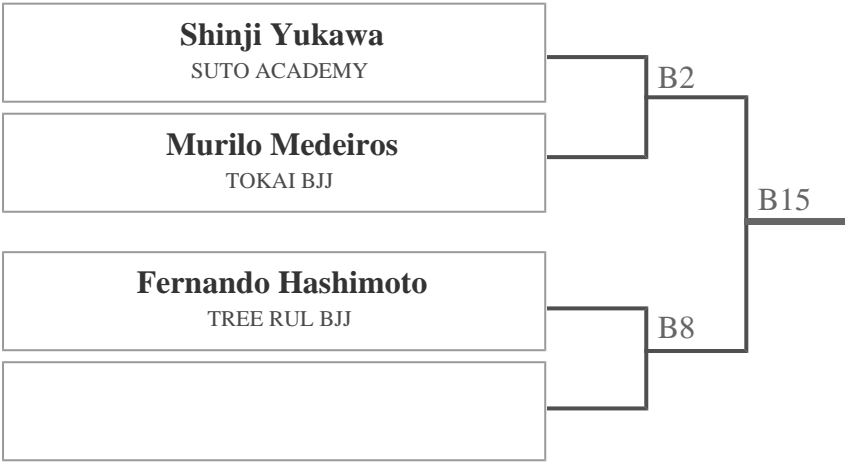 Shinji Yukawa
SUTO ACADEMY
B2
Murilo Medeiros
TOKAI BJJ
B15
Fernando Hashimoto
TREE RUL BJJ
B8